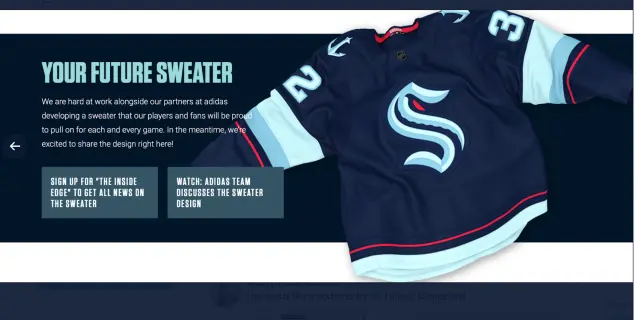 YOUR FUTURE SWEATER
We are hard at work alongside our partners at adidas
developing a sweater that our players and fans will be proud
to pull on for each and every game. In the meantime, we're
excited to share the design right here!
SIGN UP FOR "THE INSIDE
EDGE" TO GET ALL NEWS ON
THE SWEATER
WATCH: ADIDAS TEAM
DISCUSSES THE SWEATER
DESIGN
2
3